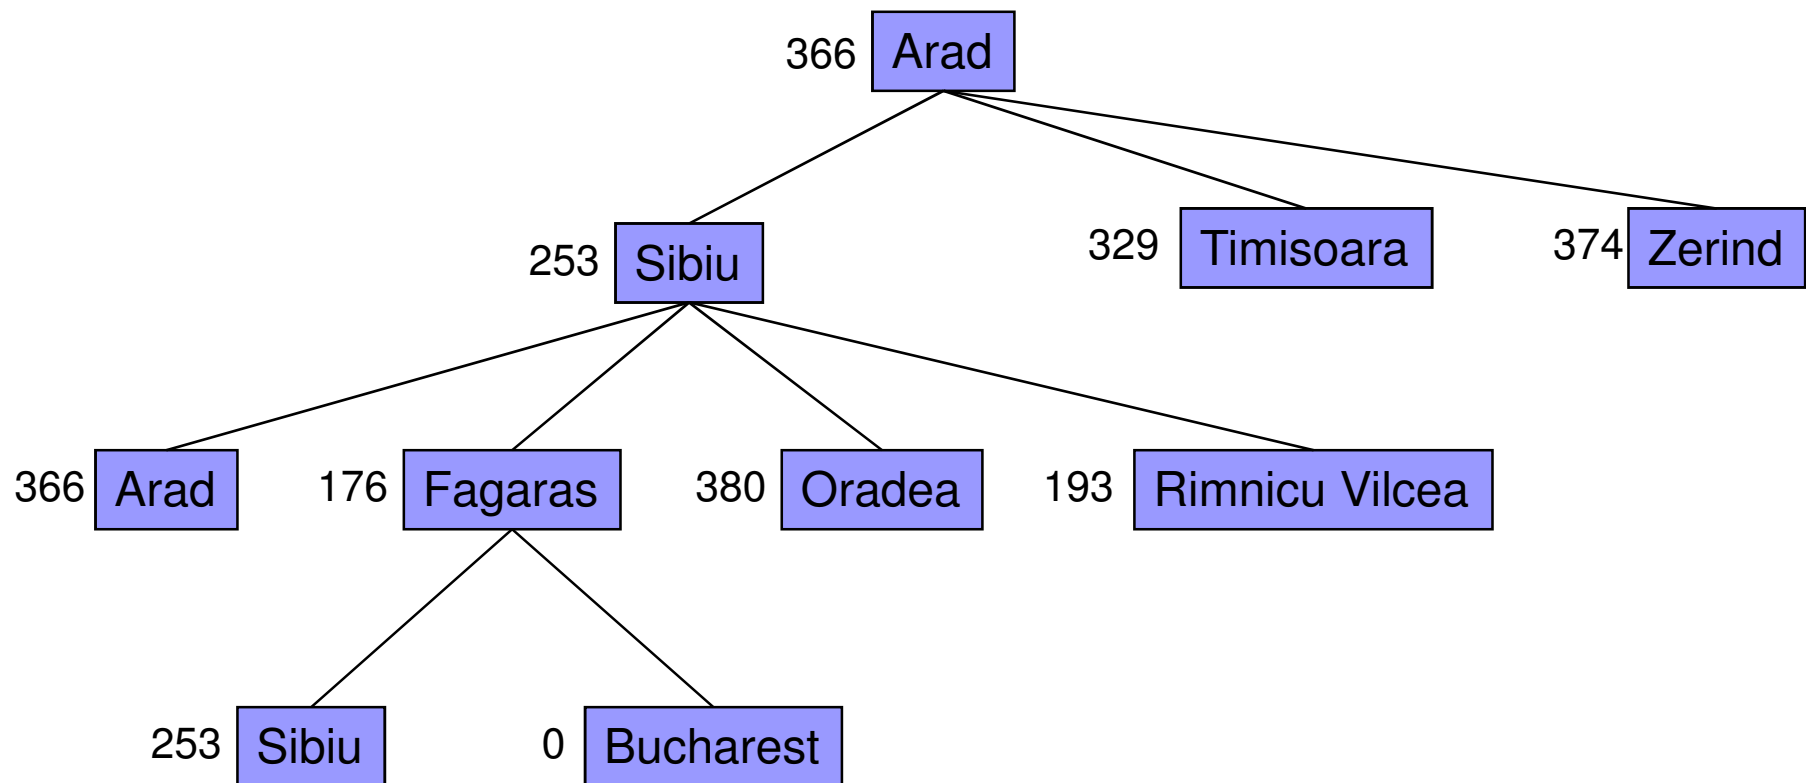 366 Arad
253 Sibiu 329 Timisoara 374 Zerind
366 Arad 176 Fagaras 380 Oradea 193 Rimnicu Vilcea
253 Sibiu 0 Bucharest